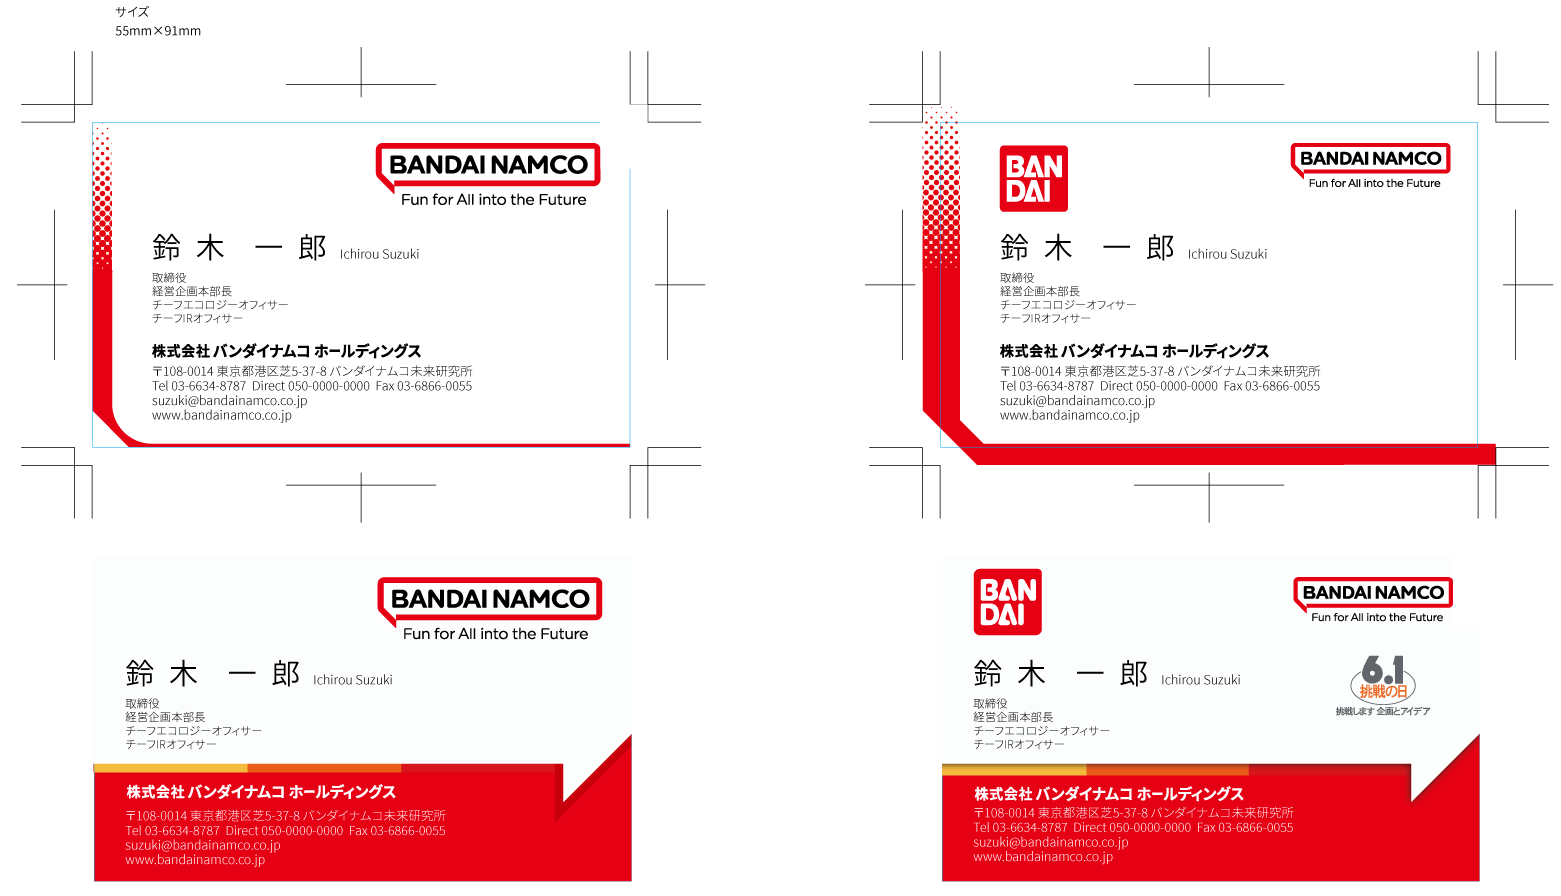 サイズ
55mm×91mm
BANDAI NAMCO
Fun for All into the Future
鈴木 一郎 Ichirou Suzuki
取締役
経営企画本部長
チーフエコロジーオフィサー
チーフIRオフィサー
株式会社 バンダイナムコ ホールディングス
〒108-0014 東京都港区芝5-37-8 バンダイナムコ未来研究所
Tel 03-6634-8787 Direct 050-0000-0000 Fax 03-6866-0055
suzuki@bandainamco.co.jp
www.bandainamco.co.jp
BAN
DAI
BANDAI NAMCO
Fun for All into the Future
鈴木 一郎 Ichirou Suzuki
取締役
経営企画本部長
チーフエコロジーオフィサー
チーフIRオフィサー
株式会社 バンダイナムコ ホールディングス
〒108-0014 東京都港区芝5-37-8 バンダイナムコ未来研究所
Tel 03-6634-8787 Direct 050-0000-0000 Fax 03-6866-0055
suzuki@bandainamco.co.jp
www.bandainamco.co.jp
BANDAI NAMCO
Fun for All into the Future
鈴木 一郎 Ichirou Suzuki
取締役
経営企画本部長
チーフエコロジーオフィサー
チーフIRオフィサー
株式会社 バンダイナムコ ホールディングス
〒108-0014 東京都港区芝5-37-8 バンダイナムコ未来研究所
Tel 03-6634-8787 Direct 050-0000-0000 Fax 03-6866-0055
suzuki@bandainamco.co.jp
www.bandainamco.co.jp
BAN
DAI
BANDAI NAMCO
Fun for All into the Future
鈴木 一郎 Ichirou Suzuki
6.1
挑戦の日
挑戦します 企画とアイデア
取締役
経営企画本部長
チーフエコロジーオフィサー
チーフIRオフィサー
株式会社 バンダイナムコ ホールディングス
〒108-0014 東京都港区芝5-37-8 バンダイナムコ未来研究所
Tel 03-6634-8787 Direct 050-0000-0000 Fax 03-6866-0055
suzuki@bandainamco.co.jp
www.bandainamco.co.jp